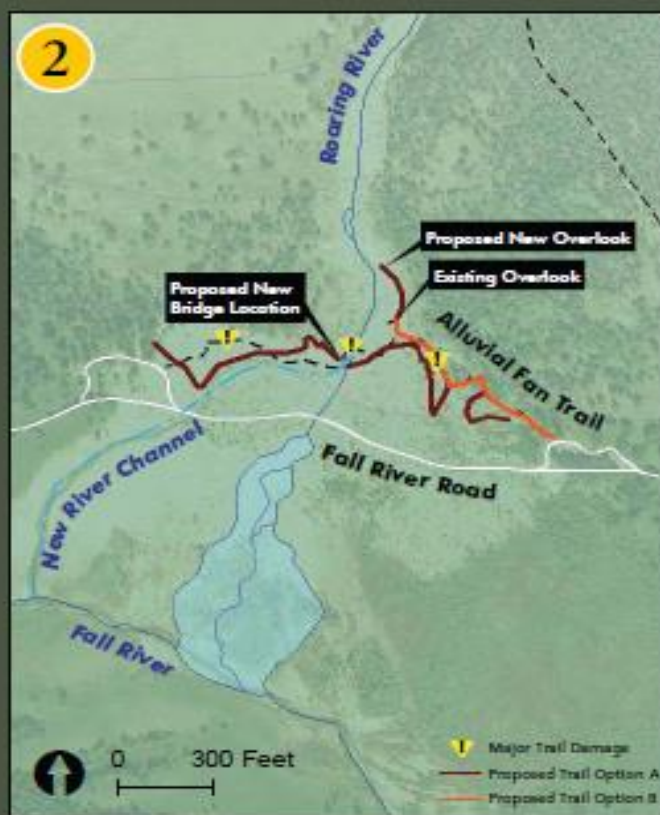 2
Roaring River
Proposed New Overlook
Existing Overlook
Proposed New
Bridge Location
!
!
!
Alluvial Fan Trail
Fall River Road
New River Channel
Fall River
0 300 Feet
! Major Trail Damage
Proposed Trail Option A
Proposed Trail Option B